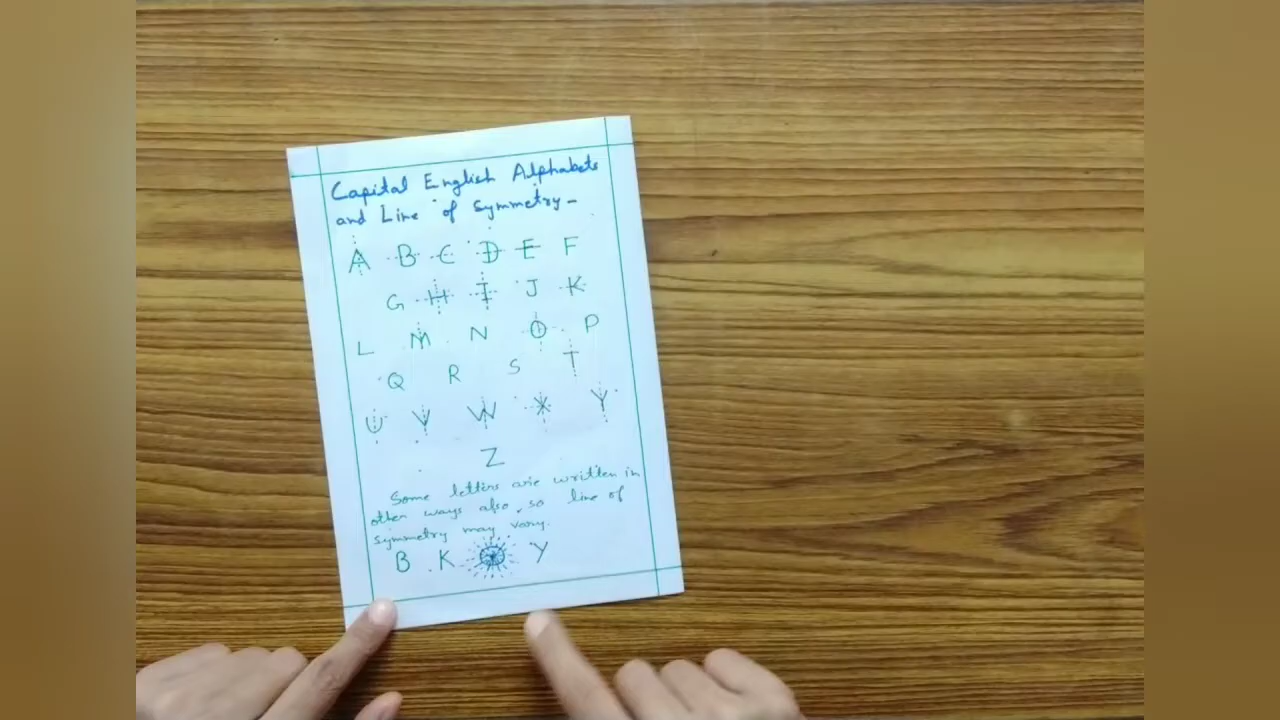 Capital English Alphabets
and Line of symmetry -
A B C D E F
G H I J K
L M N O P
Q R S T
U V W X Y
Z
Some letters are written in
other ways also, so line of
symmetry may vary.
B K O Y